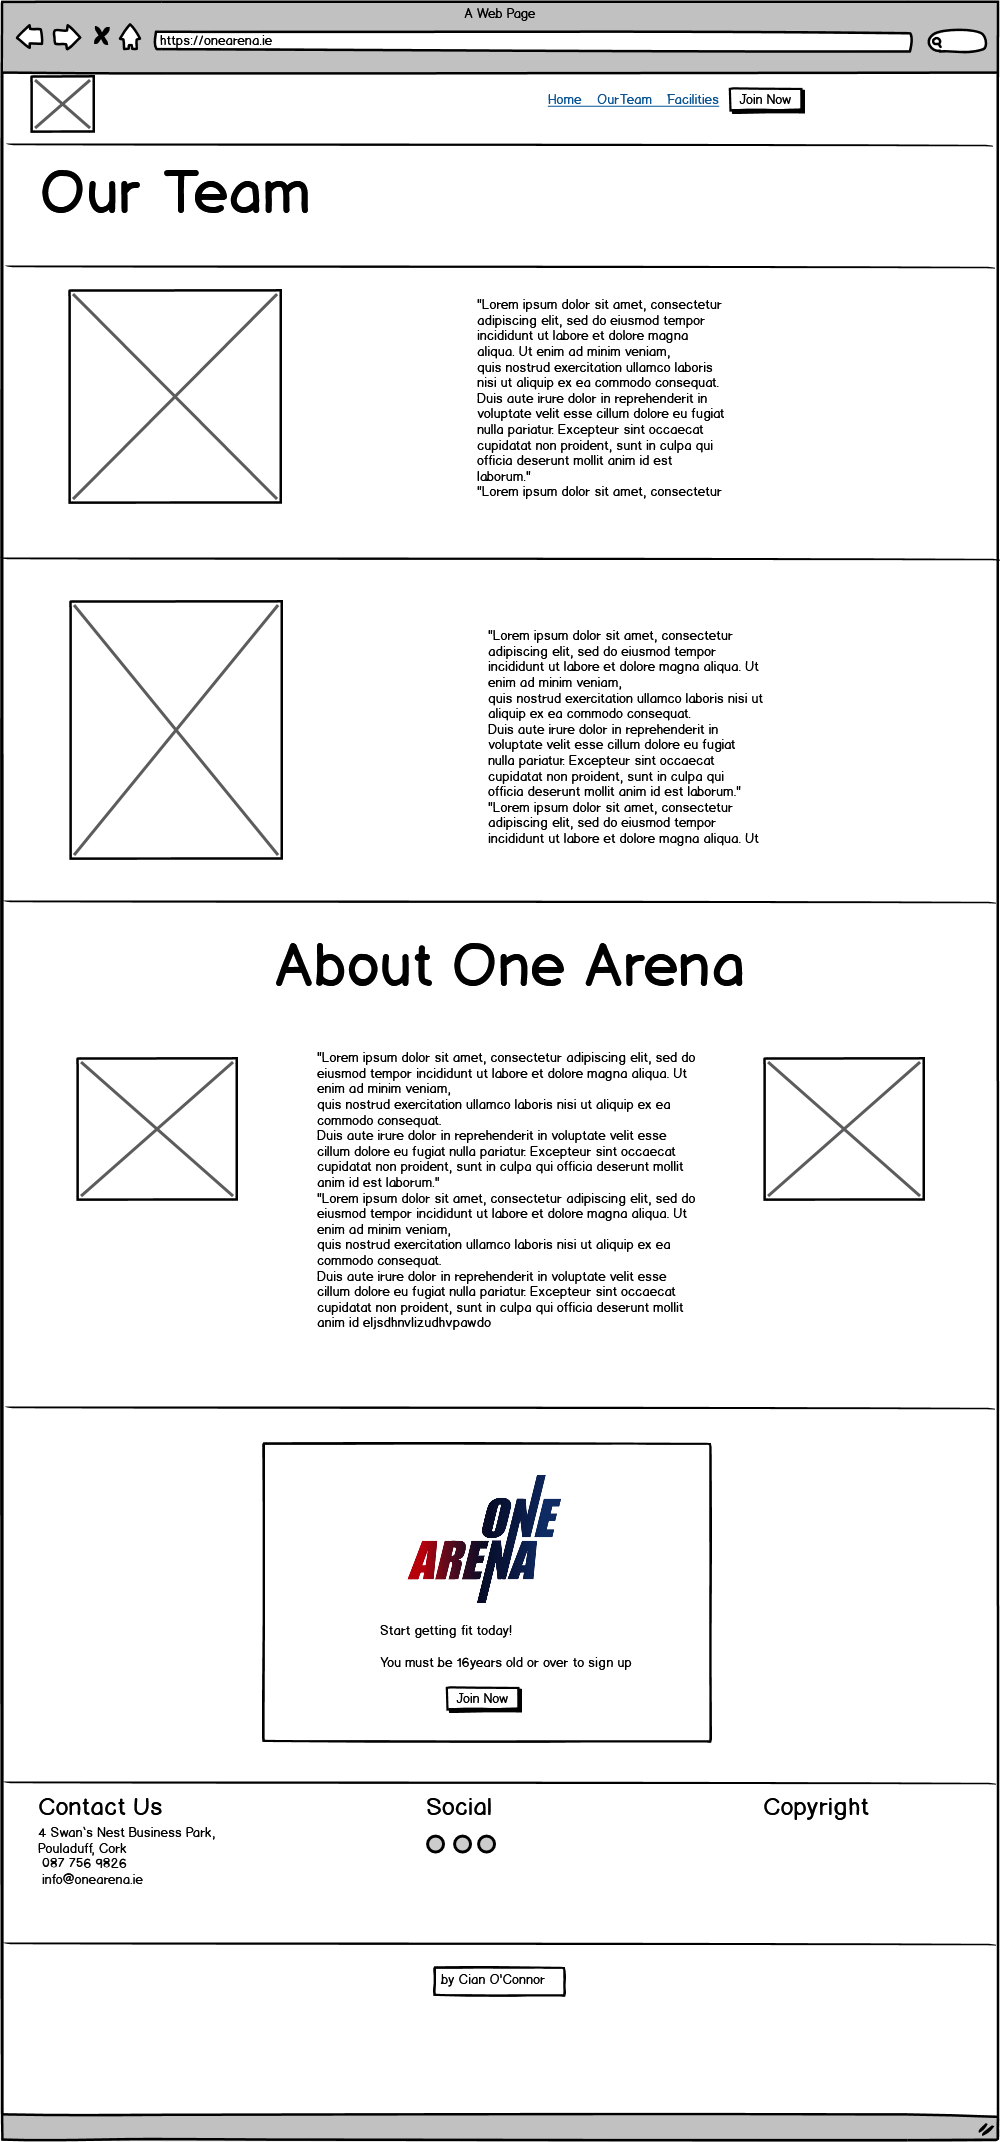 A Web Page
https://onearena.ie
Home OurTeam Facilities Join Now
Our Team
"Lorem ipsum dolor sit amet, consectetur
adipiscing elit, sed do eiusmod tempor
incididunt ut labore et dolore magna
aliqua. Ut enim ad minim veniam,
quis nostrud exercitation ullamco laboris
nisi ut aliquip ex ea commodo consequat.
Duis aute irure dolor in reprehenderit in
voluptate velit esse cillum dolore eu fugiat
nulla pariatur. Excepteur sint occaecat
cupidatat non proident, sunt in culpa qui
officia deserunt mollit anim id est
laborum."
"Lorem ipsum dolor sit amet, consectetur
"Lorem ipsum dolor sit amet, consectetur
adipiscing elit, sed do eiusmod tempor
incididunt ut labore et dolore magna aliqua. Ut
enim ad minim veniam,
quis nostrud exercitation ullamco laboris nisi ut
aliquip ex ea commodo consequat.
Duis aute irure dolor in reprehenderit in
voluptate velit esse cillum dolore eu fugiat
nulla pariatur. Excepteur sint occaecat
cupidatat non proident, sunt in culpa qui
officia deserunt mollit anim id est laborum."
"Lorem ipsum dolor sit amet, consectetur
adipiscing elit, sed do eiusmod tempor
incididunt ut labore et dolore magna aliqua. Ut
About One Arena
"Lorem ipsum dolor sit amet, consectetur adipiscing elit, sed do
eiusmod tempor incididunt ut labore et dolore magna aliqua. Ut
enim ad minim veniam,
quis nostrud exercitation ullamco laboris nisi ut aliquip ex ea
commodo consequat.
Duis aute irure dolor in reprehenderit in voluptate velit esse
cillum dolore eu fugiat nulla pariatur. Excepteur sint occaecat
cupidatat non proident, sunt in culpa qui officia deserunt mollit
anim id est laborum."
"Lorem ipsum dolor sit amet, consectetur adipiscing elit, sed do
eiusmod tempor incididunt ut labore et dolore magna aliqua. Ut
enim ad minim veniam,
quis nostrud exercitation ullamco laboris nisi ut aliquip ex ea
commodo consequat.
Duis aute irure dolor in reprehenderit in voluptate velit esse
cillum dolore eu fugiat nulla pariatur. Excepteur sint occaecat
cupidatat non proident, sunt in culpa qui officia deserunt mollit
anim id eljsdhnvlizudhvpawdo
ONE
ARENA
Start getting fit today!
You must be 16years old or over to sign up
Join Now
Contact Us
4 Swan`s Nest Business Park,
Pouladuff, Cork
087 756 9826
info@onearena.ie
Social
Copyright
by Cian O'Connor